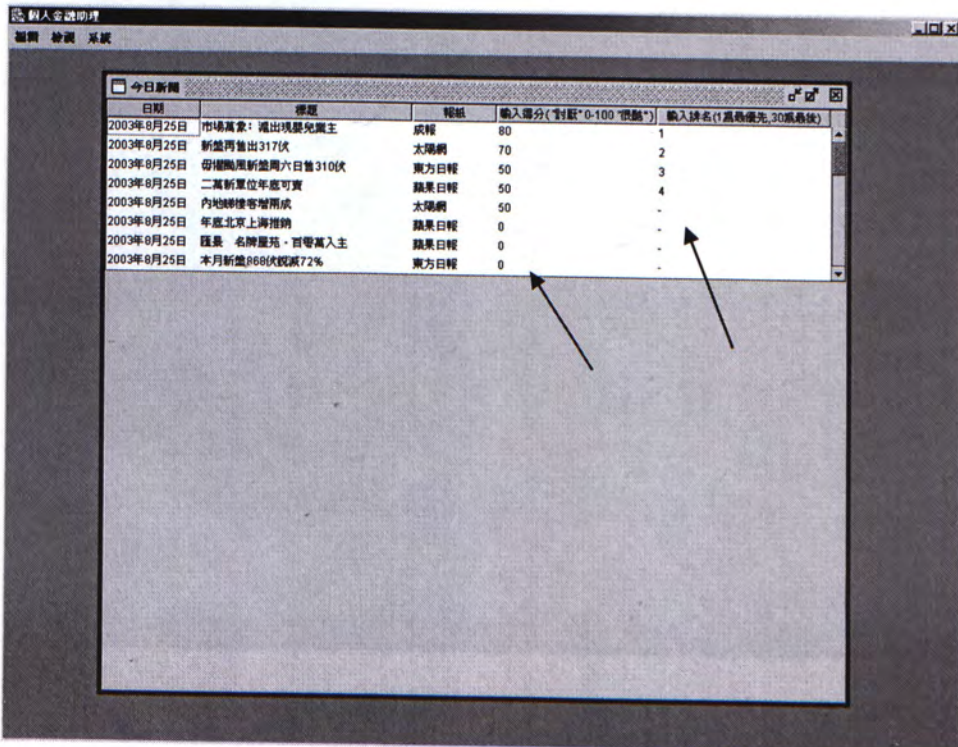 個人金融助理
編輯 檢視 系統
今日新聞
日期 標題 報紙 輸入得分("討厭"0-100 "很酷") 輸入排名(1爲最優先,30爲最後)
2003年8月25日 市場萬象：湧出現嬰兒業主 成報 80 1
2003年8月25日 新盤再售出317伙 太陽網 70 2
2003年8月25日 毋懼颱風新盤周六日售310伙 東方日報 50 3
2003年8月25日 二萬新單位年底可賣 蘋果日報 50 4
2003年8月25日 內地睇樓客增兩成 太陽網 50 -
2003年8月25日 年底北京上海推銷 蘋果日報 0 -
2003年8月25日 匯景 名牌屋苑‧百零萬入主 蘋果日報 0 -
2003年8月25日 本月新盤868伙銳減72% 東方日報 0 -